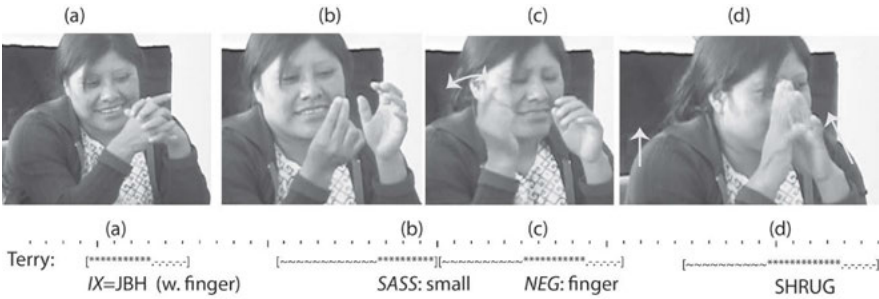 (a) (b) (c) (d)
(a) (b) (c) (d)
Terry: [***********-.-.-.-] [~~~~~~~~~~~~**********][~~~~~~~~~~***********-.-.-.-] [~~~~~~~~~~*************-.-.-.-]
IX=JBH (w. finger) SASS: small NEG: finger SHRUG